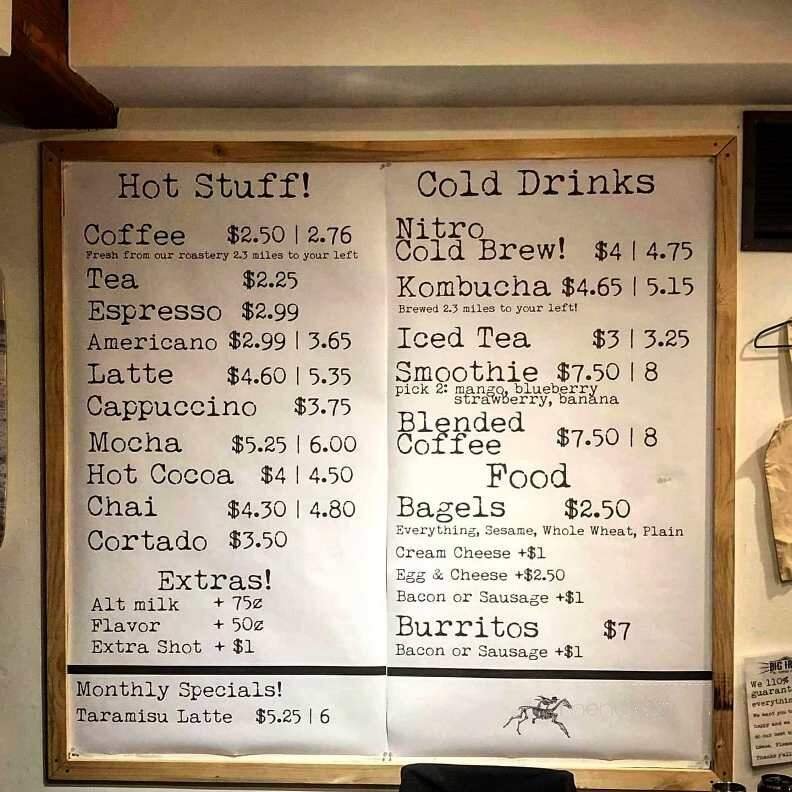 Hot Stuff!
Coffee $2.50 | 2.76
Fresh from our roastery 2.3 miles to your left
Tea $2.25
Espresso $2.99
Americano $2.99 | 3.65
Latte $4.60 | 5.35
Cappuccino $3.75
Mocha $5.25 | 6.00
Hot Cocoa $4 | 4.50
Chai $4.30 | 4.80
Cortado $3.50
Extras!
Alt milk + 75¢
Flavor + 50¢
Extra Shot + $1
Monthly Specials!
Taramisu Latte $5.25 | 6
Cold Drinks
Nitro
Cold Brew! $4 | 4.75
Kombucha $4.65 | 5.15
Brewed 2.3 miles to your left!
Iced Tea $3 | 3.25
Smoothie $7.50 | 8
pick 2: mango, blueberry
strawberry, banana
Blended
Coffee $7.50 | 8
Food
Bagels $2.50
Everything, Sesame, Whole Wheat, Plain
Cream Cheese +$1
Egg & Cheese +$2.50
Bacon or Sausage +$1
Burritos $7
Bacon or Sausage +$1
We 110%
guarant
everythin